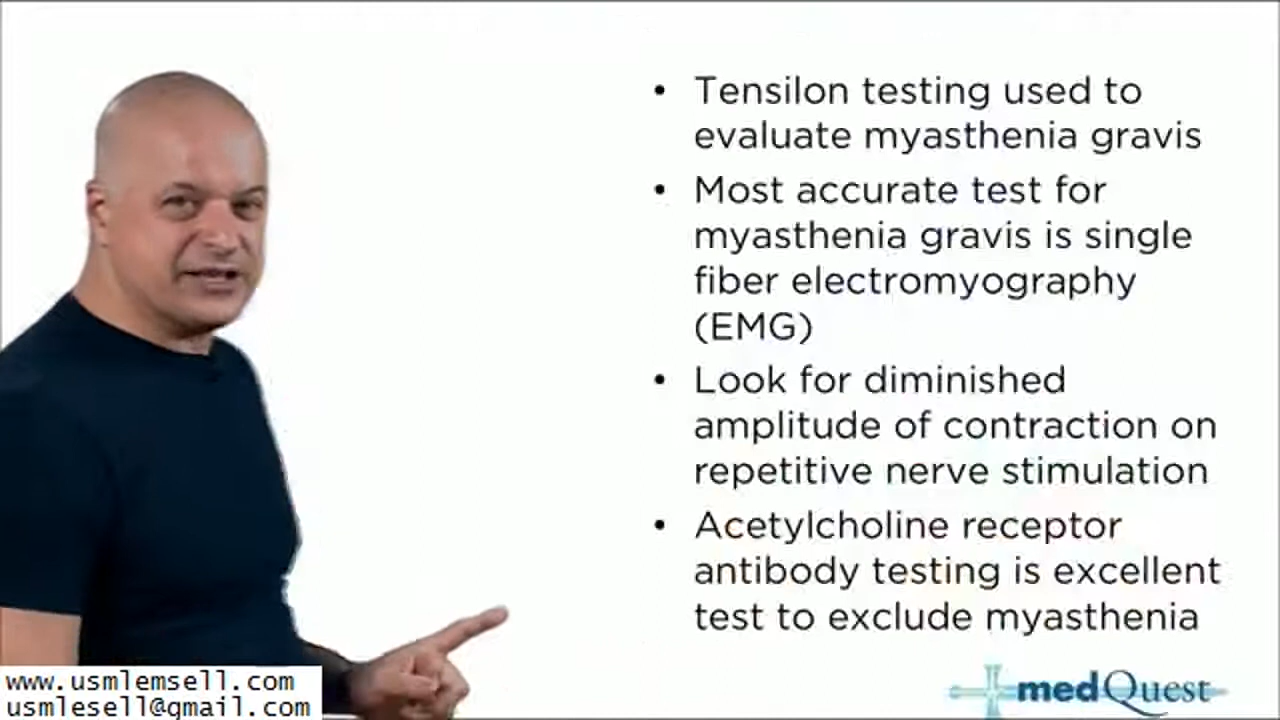 • Tensilon testing used to
evaluate myasthenia gravis
• Most accurate test for
myasthenia gravis is single
fiber electromyography
(EMG)
• Look for diminished
amplitude of contraction on
repetitive nerve stimulation
• Acetylcholine receptor
antibody testing is excellent
test to exclude myasthenia
www.usmlemsell.com
usmlesell@gmail.com
medQuest